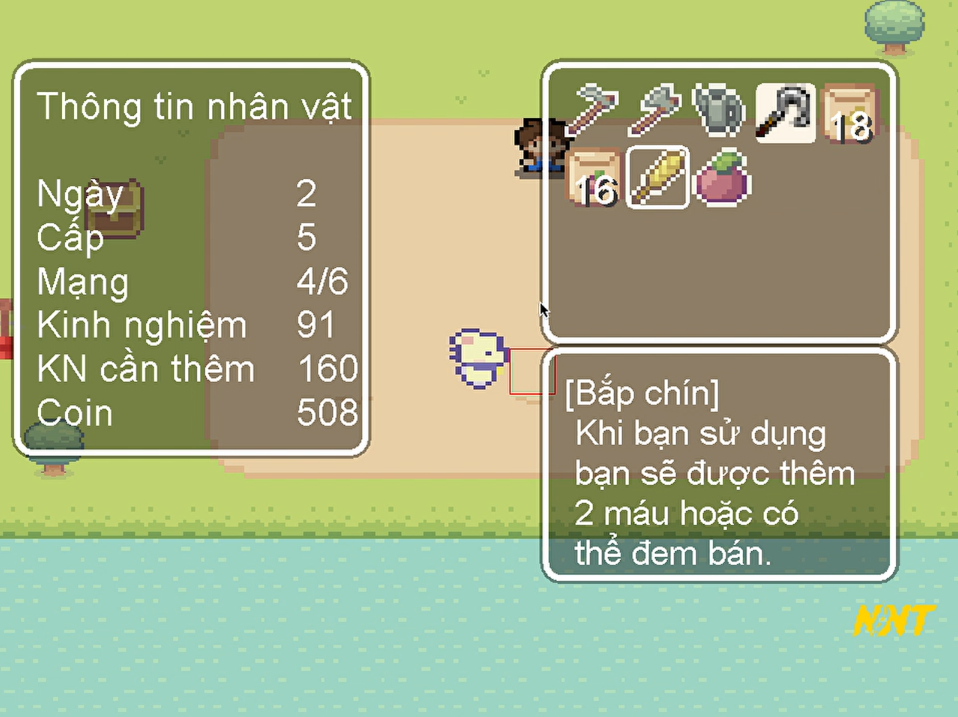 Thông tin nhân vật
Ngày 2
Cấp 5
Mạng 4/6
Kinh nghiệm 91
KN cần thêm 160
Coin 508
18
16
[Bắp chín]
Khi bạn sử dụng
bạn sẽ được thêm
2 máu hoặc có
thể đem bán.
NNT